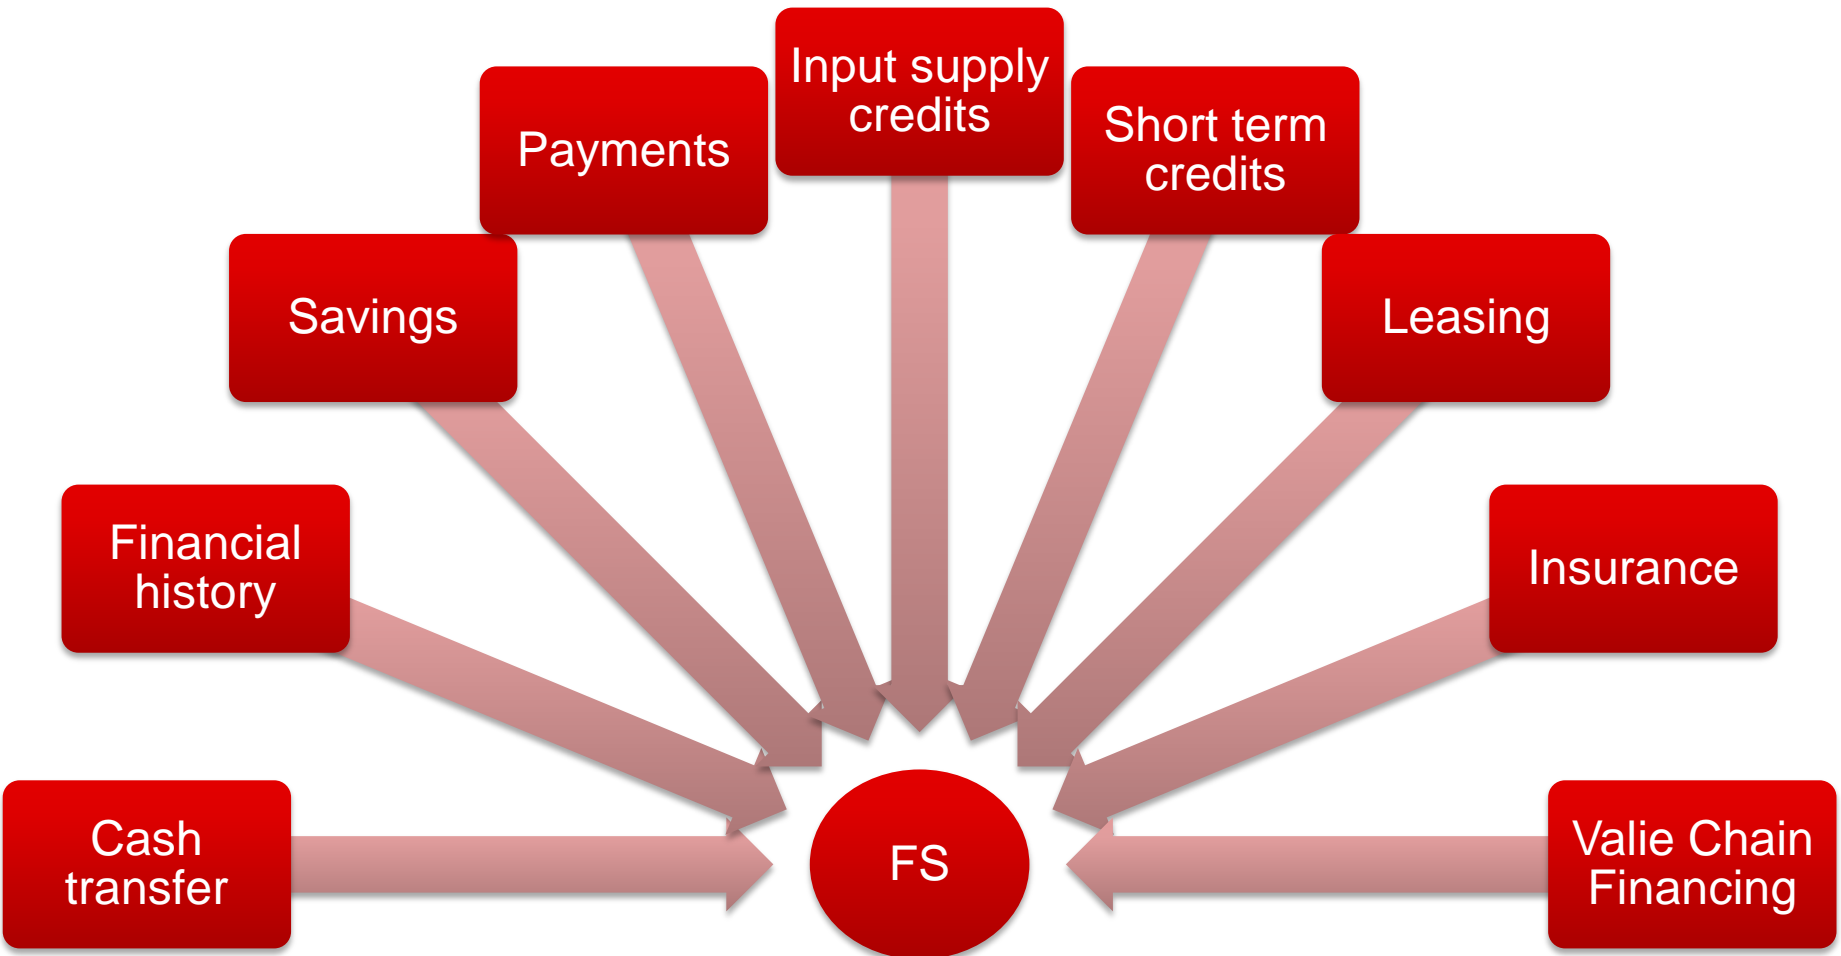 Input supply
credits
Payments
Short term
credits
Savings
Leasing
Financial
history
Insurance
Cash
transfer
FS
Valie Chain
Financing